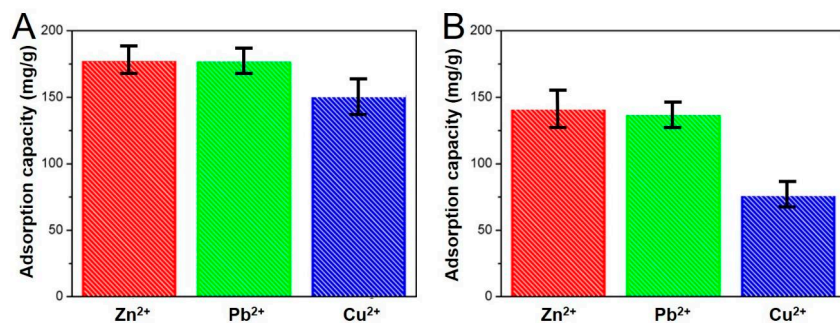 A
Adsorption capacity (mg/g)
200
150
100
50
0
Zn²⁺ Pb²⁺ Cu²⁺
B
Adsorption capacity (mg/g)
200
150
100
50
0
Zn²⁺ Pb²⁺ Cu²⁺